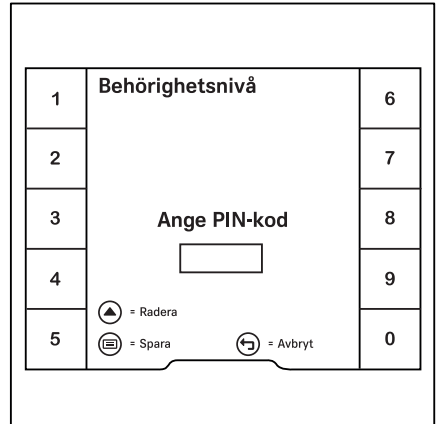 Behörighetsnivå
1
6
2
7
3
Ange PIN-kod
8
4
9
= Radera
5
= Spara
= Avbryt
0